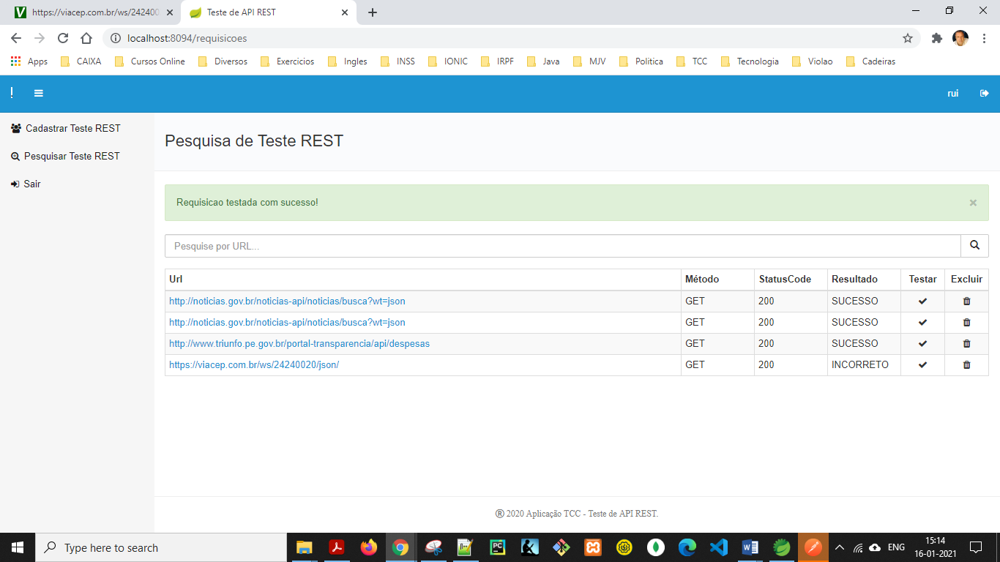 https://viacep.com.br/ws/242400 Teste de API REST
localhost:8094/requisicoes
Apps CAIXA Cursos Online Diversos Exercicios Ingles INSS IONIC IRPF Java MJV Politica TCC Tecnologia Violao Cadeiras
! rui
Cadastrar Teste REST
Pesquisar Teste REST
Sair
Pesquisa de Teste REST
Requisicao testada com sucesso! ×
Pesquise por URL...
Url Método StatusCode Resultado Testar Excluir
http://noticias.gov.br/noticias-api/noticias/busca?wt=json GET 200 SUCESSO
http://noticias.gov.br/noticias-api/noticias/busca?wt=json GET 200 SUCESSO
http://www.triunfo.pe.gov.br/portal-transparencia/api/despesas GET 200 SUCESSO
https://viacep.com.br/ws/24240020/json/ GET 200 INCORRETO
® 2020 Aplicação TCC - Teste de API REST.
Type here to search ENG 15:14
16-01-2021